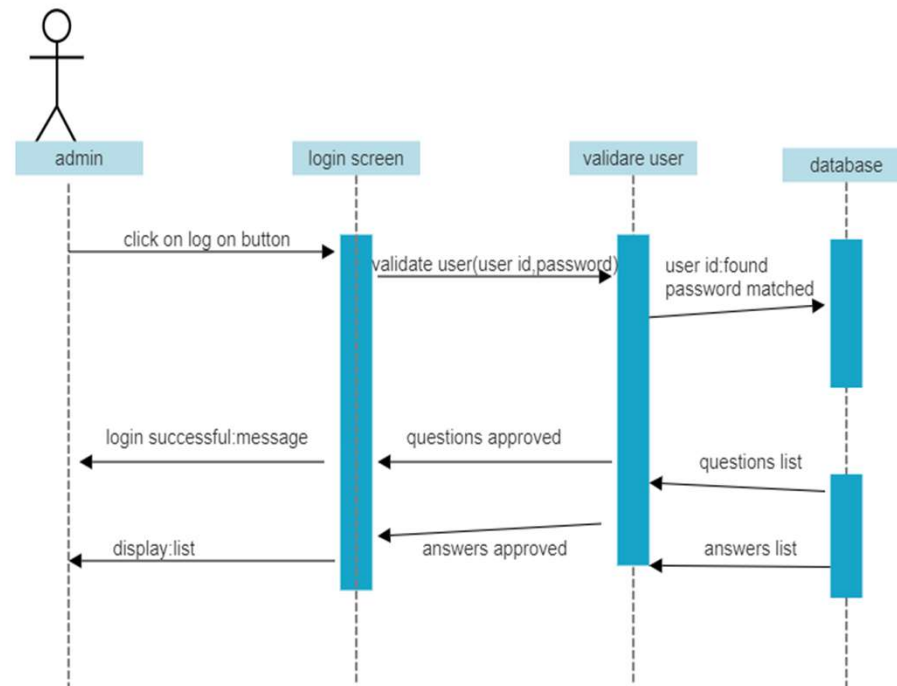 admin
login screen
validare user
database
click on log on button
validate user(user id,password)
user id:found
password matched
login successful:message
questions approved
questions list
display:list
answers approved
answers list